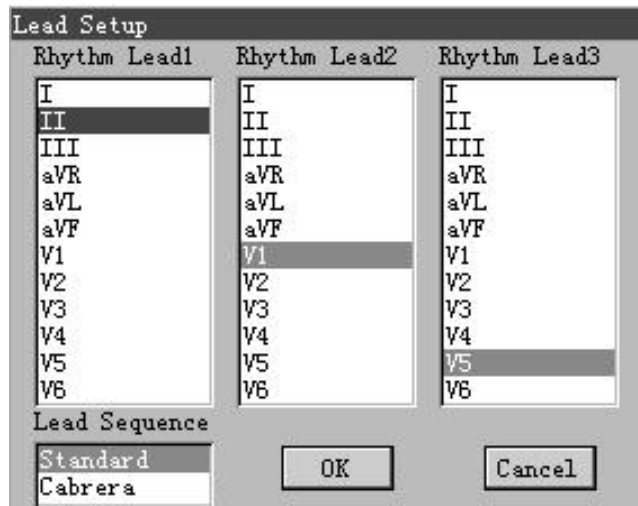 Lead Setup
Rhythm Lead1
I
II
III
aVR
aVL
aVF
V1
V2
V3
V4
V5
V6
Rhythm Lead2
I
II
III
aVR
aVL
aVF
V1
V2
V3
V4
V5
V6
Rhythm Lead3
I
II
III
aVR
aVL
aVF
V1
V2
V3
V4
V5
V6
Lead Sequence
Standard
Cabrera
OK
Cancel